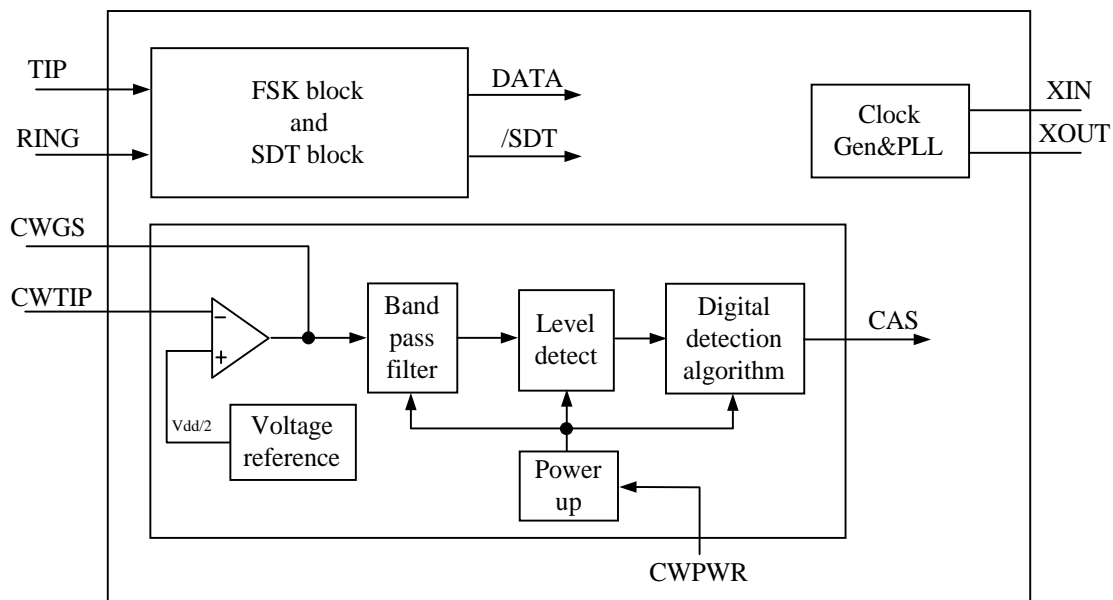 TIP
RING
FSK block
and
SDT block
DATA
/SDT
Clock
Gen&PLL
XIN
XOUT
CWGS
CWTIP
−
+
Vdd/2
Voltage
reference
Band
pass
filter
Level
detect
Digital
detection
algorithm
CAS
Power
up
CWPWR